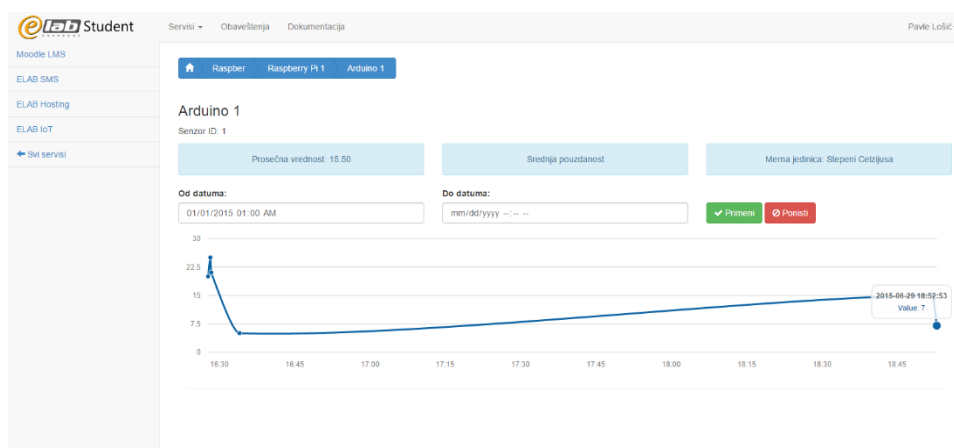 elab Student
Servisi Obaveštenja Dokumentacija
Pavle Lošić
Moodle LMS
ELAB SMS
ELAB Hosting
ELAB IoT
Svi servisi
Raspber Raspberry Pi 1 Arduino 1
Arduino 1
Senzor ID: 1
Prosečna vrednost: 15.50
Srednja pouzdanost
Merna jedinica: Stepeni Celzijusa
Od datuma:
Do datuma:
01/01/2015 01:00 AM
mm/dd/yyyy --:-- --
Primeni
Ponisti
30
22.5
15
7.5
0
2015-06-29 18:52:53
Value: 7
16:30 16:45 17:00 17:15 17:30 17:45 18:00 18:15 18:30 18:45